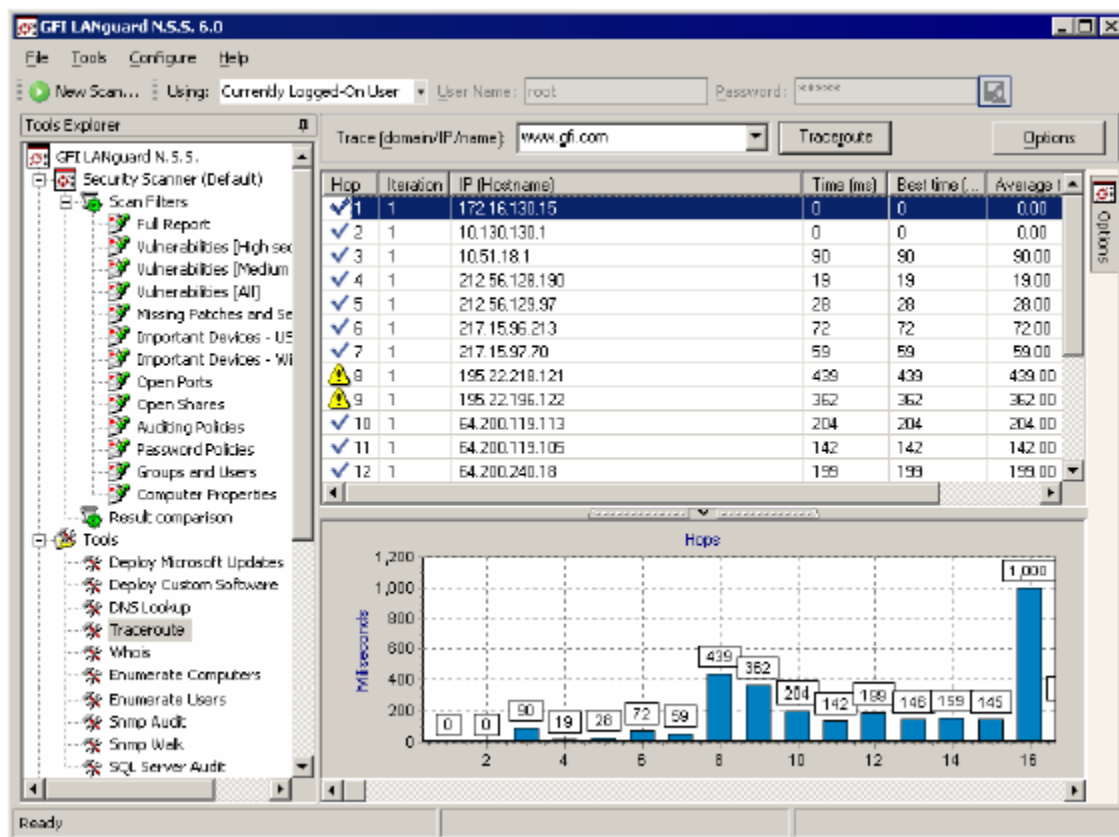 GFI LANguard N.S.S. 6.0
File Tools Configure Help
New Scan... Using: Currently Logged-On User User Name: root Password: ******
Tools Explorer
GFI LANguard N.S.S.
Security Scanner (Default)
Scan Filters
Full Report
Vulnerabilities [High sec
Vulnerabilities [Medium
Vulnerabilities [All]
Missing Patches and Se
Important Devices - US
Important Devices - Wi
Open Ports
Open Shares
Auditing Policies
Password Policies
Groups and Users
Computer Properties
Result comparison
Tools
Deploy Microsoft Updates
Deploy Custom Software
DNS Lookup
Traceroute
Whois
Enumerate Computers
Enumerate Users
Snmp Audit
Snmp Walk
SQL Server Audit
Trace (domain/IP/name): www.gfi.com Traceroute Options
Hop Iteration IP (Hostname) Time (ms) Best time (... Average t
1 1 172.16.130.15 0 0 0.00
2 1 10.130.130.1 0 0 0.00
3 1 10.51.18.1 90 90 90.00
4 1 212.56.128.190 19 19 19.00
5 1 212.56.129.97 28 28 28.00
6 1 217.15.96.213 72 72 72.00
7 1 217.15.97.70 59 59 59.00
8 1 195.22.218.121 439 439 439.00
9 1 195.22.196.122 362 362 362.00
10 1 64.200.119.113 204 204 204.00
11 1 64.200.119.105 142 142 142.00
12 1 64.200.240.18 199 199 199.00
Options
Hops
Milliseconds
1,200
1,000
800
600
400
200
0
0 0 90 19 28 72 59 439 362 204 142 199 146 159 145 1,000
2 4 6 8 10 12 14 16
Ready